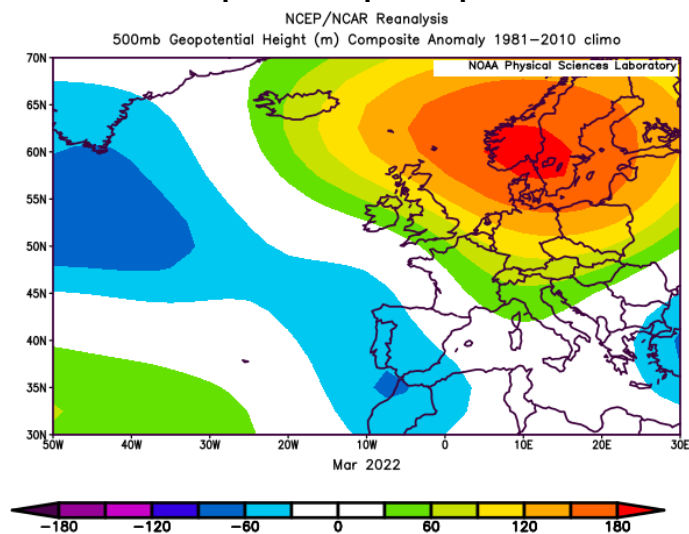 NCEP/NCAR Reanalysis
500mb Geopotential Height (m) Composite Anomaly 1981−2010 climo
NOAA Physical Sciences Laboratory
70N
65N
60N
55N
50N
45N
40N
35N
30N
50W 40W 30W 20W 10W 0 10E 20E 30E
Mar 2022
−180 −120 −60 0 60 120 180